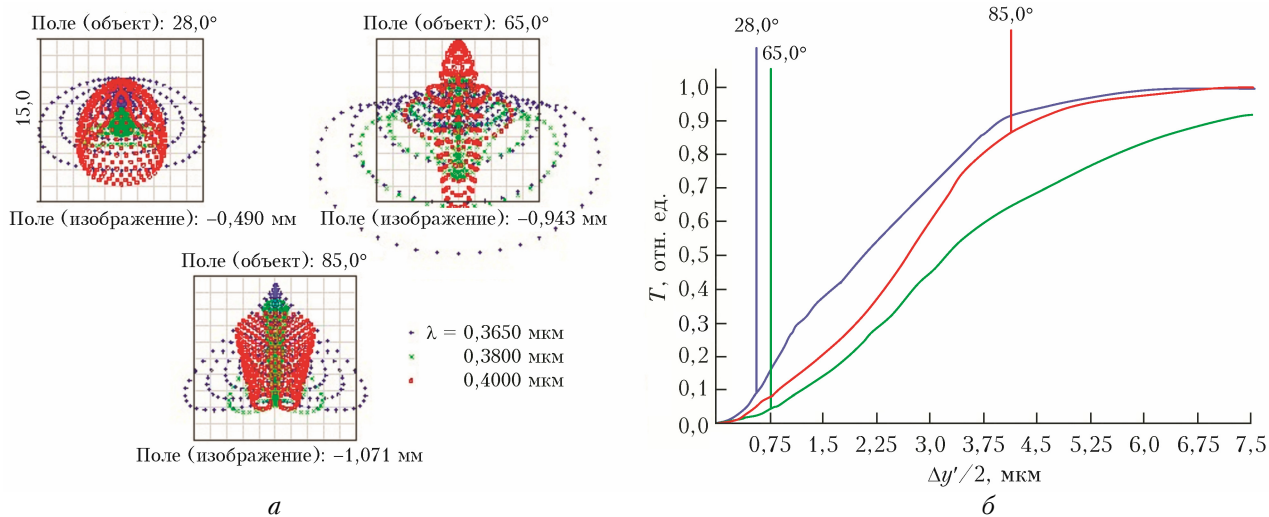 Поле (объект): 28,0°
15,0
Поле (изображение): –0,490 мм
Поле (объект): 65,0°
Поле (изображение): –0,943 мм
Поле (объект): 85,0°
Поле (изображение): –1,071 мм
λ = 0,3650 мкм
0,3800 мкм
0,4000 мкм
а
28,0°
65,0°
85,0°
T, отн. ед.
1,0
0,9
0,8
0,7
0,6
0,5
0,4
0,3
0,2
0,1
0,0
0,75 1,5 2,25 3,0 3,75 4,5 5,25 6,0 6,75 7,5
Δy′/2, мкм
б